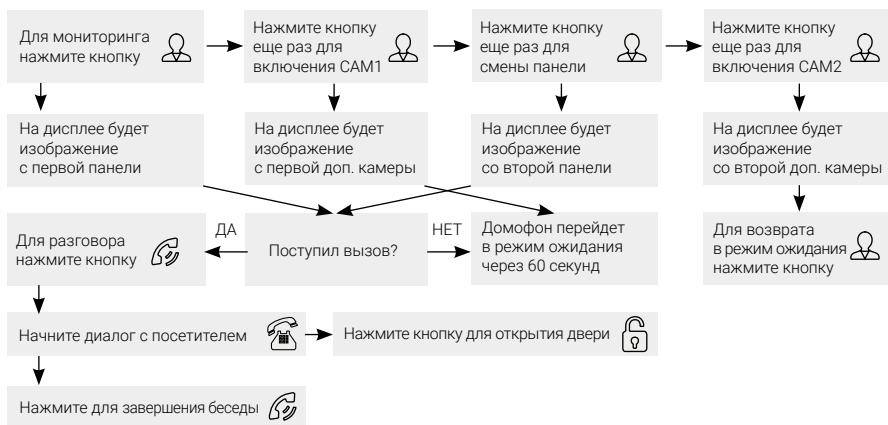 Для мониторинга
нажмите кнопку
Нажмите кнопку
еще раз для
включения CAM1
Нажмите кнопку
еще раз для
смены панели
Нажмите кнопку
еще раз для
включения CAM2
На дисплее будет
изображение
с первой панели
На дисплее будет
изображение
с первой доп. камеры
На дисплее будет
изображение
со второй панели
На дисплее будет
изображение
со второй доп. камеры
Для разговора
нажмите кнопку
ДА
Поступил вызов?
НЕТ
Домофон перейдет
в режим ожидания
через 60 секунд
Для возврата
в режим ожидания
нажмите кнопку
Начните диалог с посетителем
Нажмите кнопку для открытия двери
Нажмите для завершения беседы